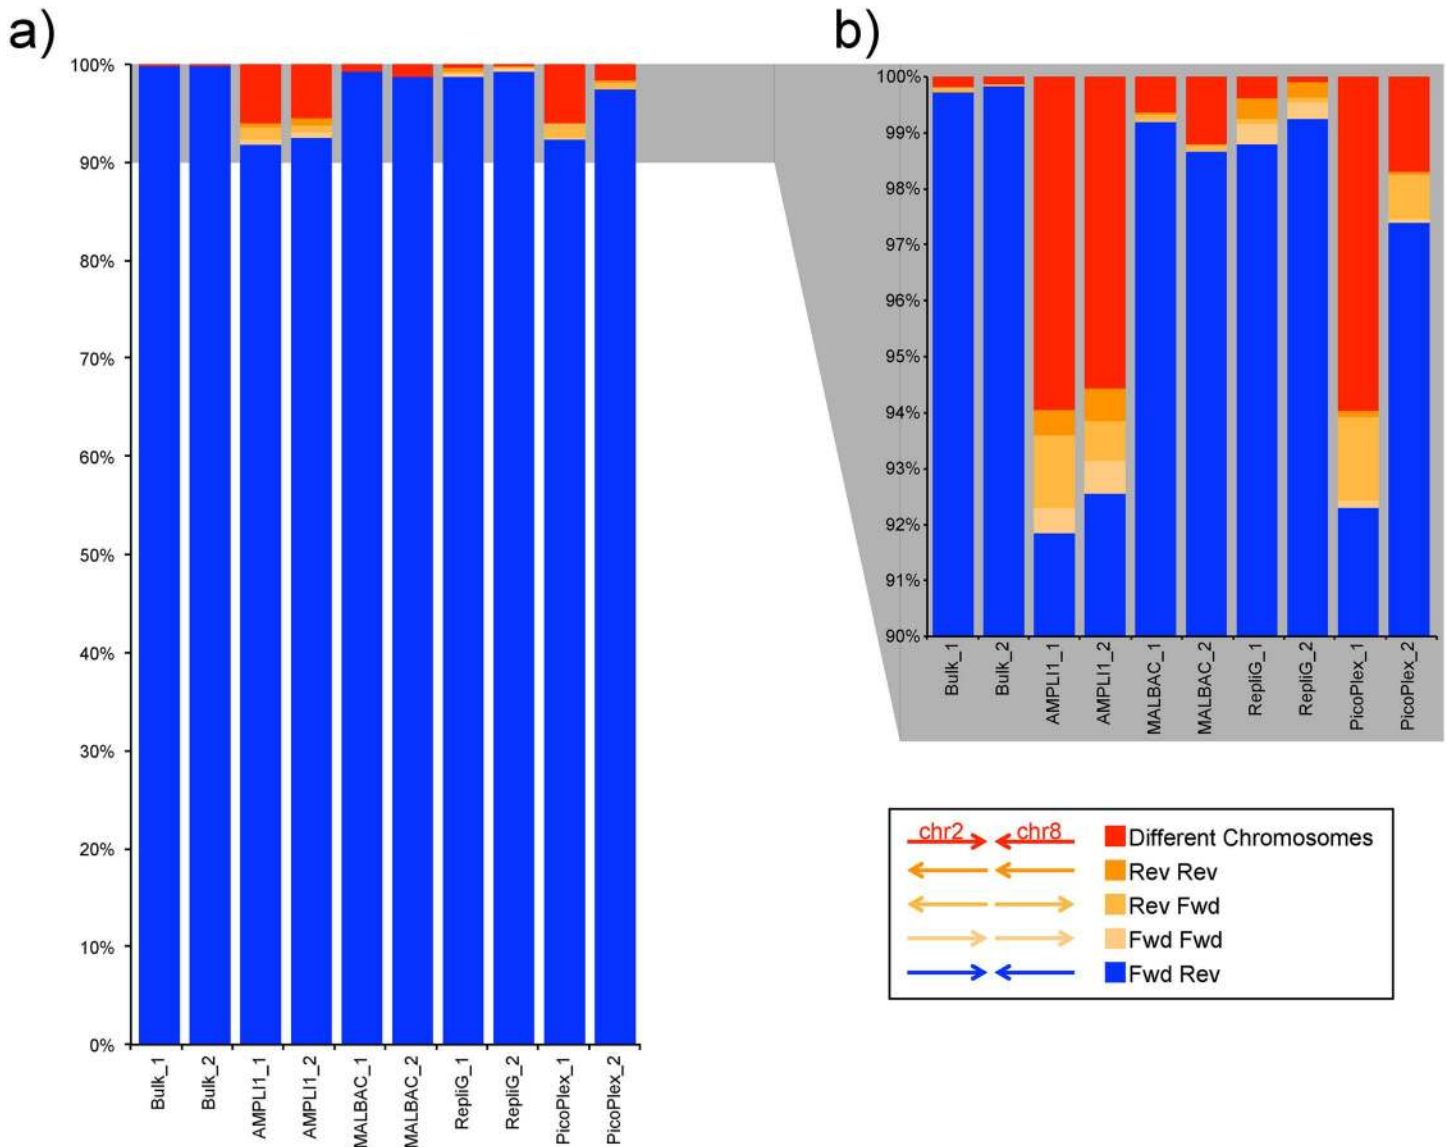 a)
100%
90%
80%
70%
60%
50%
40%
30%
20%
10%
0%
Bulk_1
Bulk_2
AMPLI1_1
AMPLI1_2
MALBAC_1
MALBAC_2
RepliG_1
RepliG_2
PicoPlex_1
PicoPlex_2
b)
100%
99%
98%
97%
96%
95%
94%
93%
92%
91%
90%
Bulk_1
Bulk_2
AMPLI1_1
AMPLI1_2
MALBAC_1
MALBAC_2
RepliG_1
RepliG_2
PicoPlex_1
PicoPlex_2
chr2 chr8 Different Chromosomes
Rev Rev
Rev Fwd
Fwd Fwd
Fwd Rev